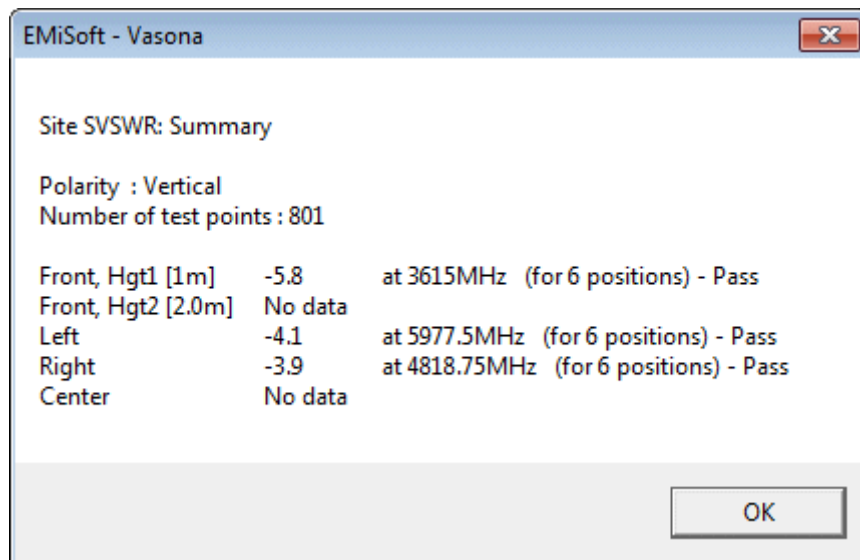 EMiSoft - Vasona
Site SVSWR: Summary
Polarity : Vertical
Number of test points : 801
Front, Hgt1 [1m] -5.8 at 3615MHz (for 6 positions) - Pass
Front, Hgt2 [2.0m] No data
Left -4.1 at 5977.5MHz (for 6 positions) - Pass
Right -3.9 at 4818.75MHz (for 6 positions) - Pass
Center No data
OK